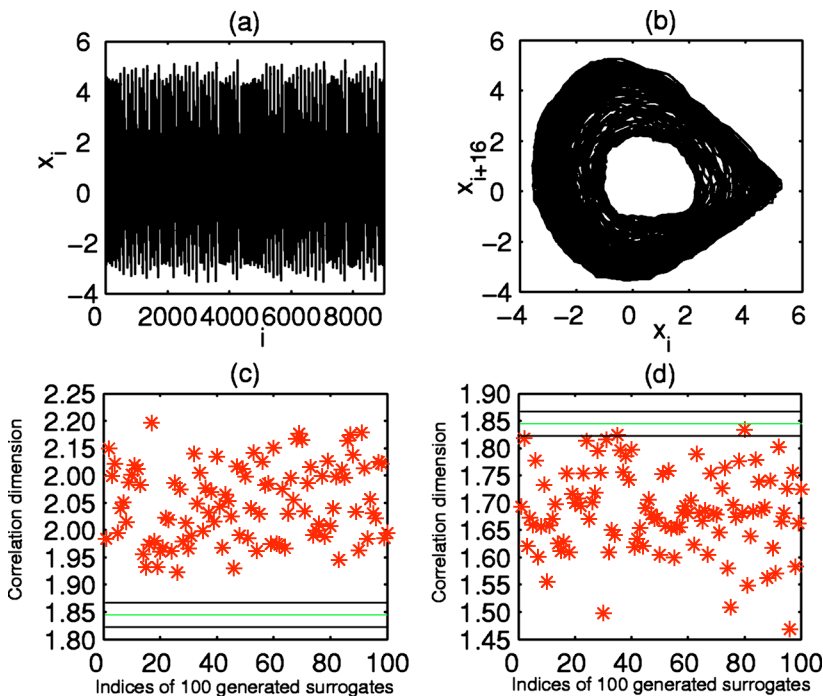 (a)
6
4
2
0
−2
−4
x_i
0 2000 4000 6000 8000
i
(b)
6
4
2
0
−2
−4
x_{i+16}
−4 −2 0 2 4 6
x_i
(c)
2.25
2.20
2.15
2.10
2.00
2.05
2.00
1.95
1.90
1.85
1.80
Correlation dimension
0 20 40 60 80 100
Indices of 100 generated surrogates
(d)
1.90
1.85
1.80
1.75
1.70
1.65
1.60
1.55
1.50
1.45
Correlation dimension
0 20 40 60 80 100
Indices of 100 generated surrogates